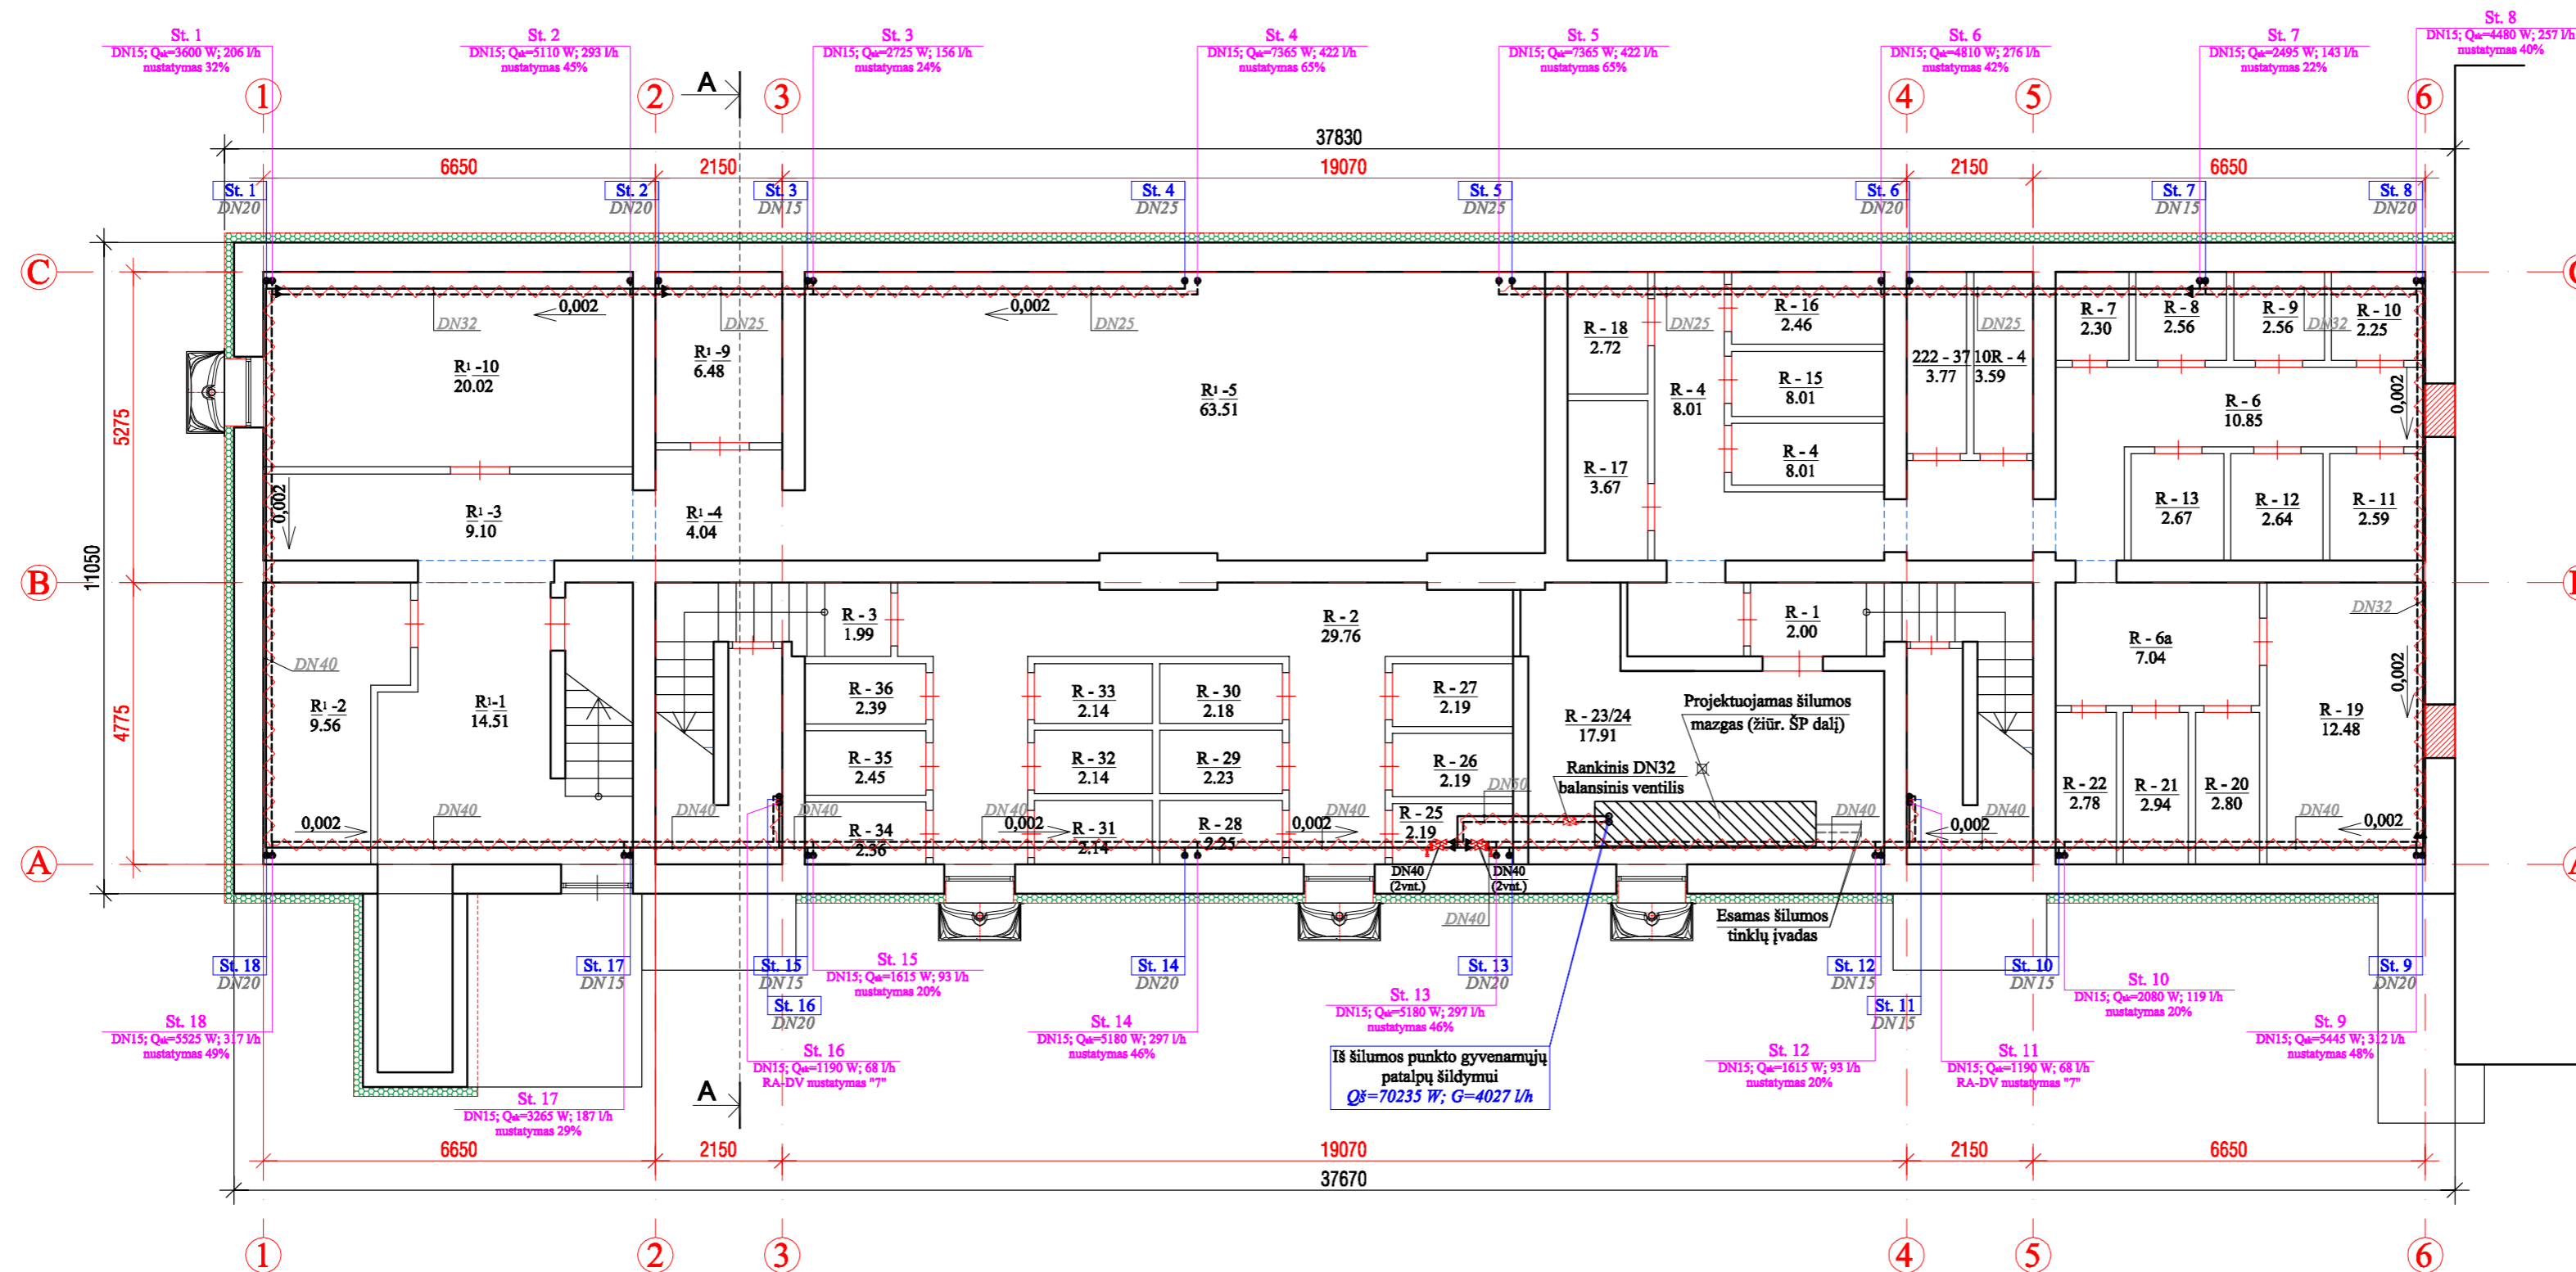 St. 1
DN15; Qšk=3600 W; 206 l/h
nustatymas 32%
St. 2
DN15; Qšk=5110 W; 293 l/h
nustatymas 45%
St. 3
DN15; Qšk=2725 W; 156 l/h
nustatymas 24%
St. 4
DN15; Qšk=7365 W; 422 l/h
nustatymas 65%
St. 5
DN15; Qšk=7365 W; 422 l/h
nustatymas 65%
St. 6
DN15; Qšk=4810 W; 276 l/h
nustatymas 42%
St. 7
DN15; Qšk=2495 W; 143 l/h
nustatymas 22%
St. 8
DN15; Qšk=4480 W; 257 l/h
nustatymas 40%
1
2
A
3
4
5
6
37830
6650
2150
19070
2150
6650
St. 1
DN20
St. 2
DN20
St. 3
DN15
St. 4
DN25
St. 5
DN25
St. 6
DN20
St. 7
DN15
St. 8
DN20
C
C
0,002
0,002
DN32
DN25
DN25
DN25
DN25
DN32
R¹ -10
20.02
R¹ -9
6.48
R¹ -5
63.51
R - 18
2.72
R - 4
8.01
R - 16
2.46
R - 15
8.01
R - 4
8.01
R - 17
3.67
222 - 37
3.77
10R - 4
3.59
R - 7
2.30
R - 8
2.56
R - 9
2.56
R - 10
2.25
R - 6
10.85
0,002
R - 13
2.67
R - 12
2.64
R - 11
2.59
5275
0,002
R¹ -3
9.10
R¹ -4
4.04
11050
B
B
R - 3
1.99
R - 2
29.76
R - 1
2.00
R - 6a
7.04
DN32
DN40
R¹ -2
9.56
R¹-1
14.51
R - 36
2.39
R - 33
2.14
R - 30
2.18
R - 27
2.19
R - 23/24
17.91
Projektuojamas šilumos
mazgas (žiūr. ŠP dalį)
R - 19
12.48
0,002
4775
R - 35
2.45
R - 32
2.14
R - 29
2.23
R - 26
2.19
Rankinis DN32
balansinis ventilis
DN50
R - 22
2.78
R - 21
2.94
R - 20
2.80
0,002
DN40
DN40
DN40
DN40
0,002
DN40
0,002
DN40
DN40
DN40
0,002
0,002
R - 34
2.36
R - 31
2.14
R - 28
2.25
R - 25
2.19
A
A
DN40
(2vnt.)
DN40
(2vnt.)
DN40
Esamas šilumos
tinklų įvadas
St. 18
DN20
St. 17
DN15
St. 15
DN15
St. 16
DN20
St. 14
DN20
St. 13
DN20
St. 12
DN15
St. 11
DN15
St. 10
DN15
St. 9
DN20
St. 15
DN15; Qšk=1615 W; 93 l/h
nustatymas 20%
St. 10
DN15; Qšk=2080 W; 119 l/h
nustatymas 20%
St. 13
DN15; Qšk=5180 W; 297 l/h
nustatymas 46%
St. 18
DN15; Qšk=5525 W; 317 l/h
nustatymas 49%
St. 14
DN15; Qšk=5180 W; 297 l/h
nustatymas 46%
St. 9
DN15; Qšk=5445 W; 312 l/h
nustatymas 48%
St. 16
DN15; Qšk=1190 W; 68 l/h
RA-DV nustatymas "7"
Iš šilumos punkto gyvenamųjų
patalpų šildymui
Qš=70235 W; G=4027 l/h
St. 12
DN15; Qšk=1615 W; 93 l/h
nustatymas 20%
St. 11
DN15; Qšk=1190 W; 68 l/h
RA-DV nustatymas "7"
St. 17
DN15; Qšk=3265 W; 187 l/h
nustatymas 29%
A
6650
2150
19070
2150
6650
37670
1
2
3
4
5
6